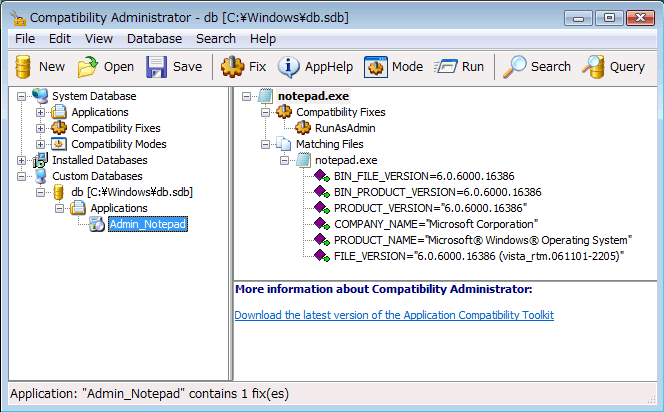 Compatibility Administrator - db [C:¥Windows¥db.sdb]
File Edit View Database Search Help
New Open Save Fix AppHelp Mode Run Search Query
System Database
Applications
Compatibility Fixes
Compatibility Modes
Installed Databases
Custom Databases
db [C:¥Windows¥db.sdb]
Applications
Admin_Notepad
notepad.exe
Compatibility Fixes
RunAsAdmin
Matching Files
notepad.exe
BIN_FILE_VERSION=6.0.6000.16386
BIN_PRODUCT_VERSION=6.0.6000.16386
PRODUCT_VERSION="6.0.6000.16386"
COMPANY_NAME="Microsoft Corporation"
PRODUCT_NAME="Microsoft® Windows® Operating System"
FILE_VERSION="6.0.6000.16386 (vista_rtm.061101-2205)"
More information about Compatibility Administrator:
Download the latest version of the Application Compatibility Toolkit
Application: "Admin_Notepad" contains 1 fix(es)